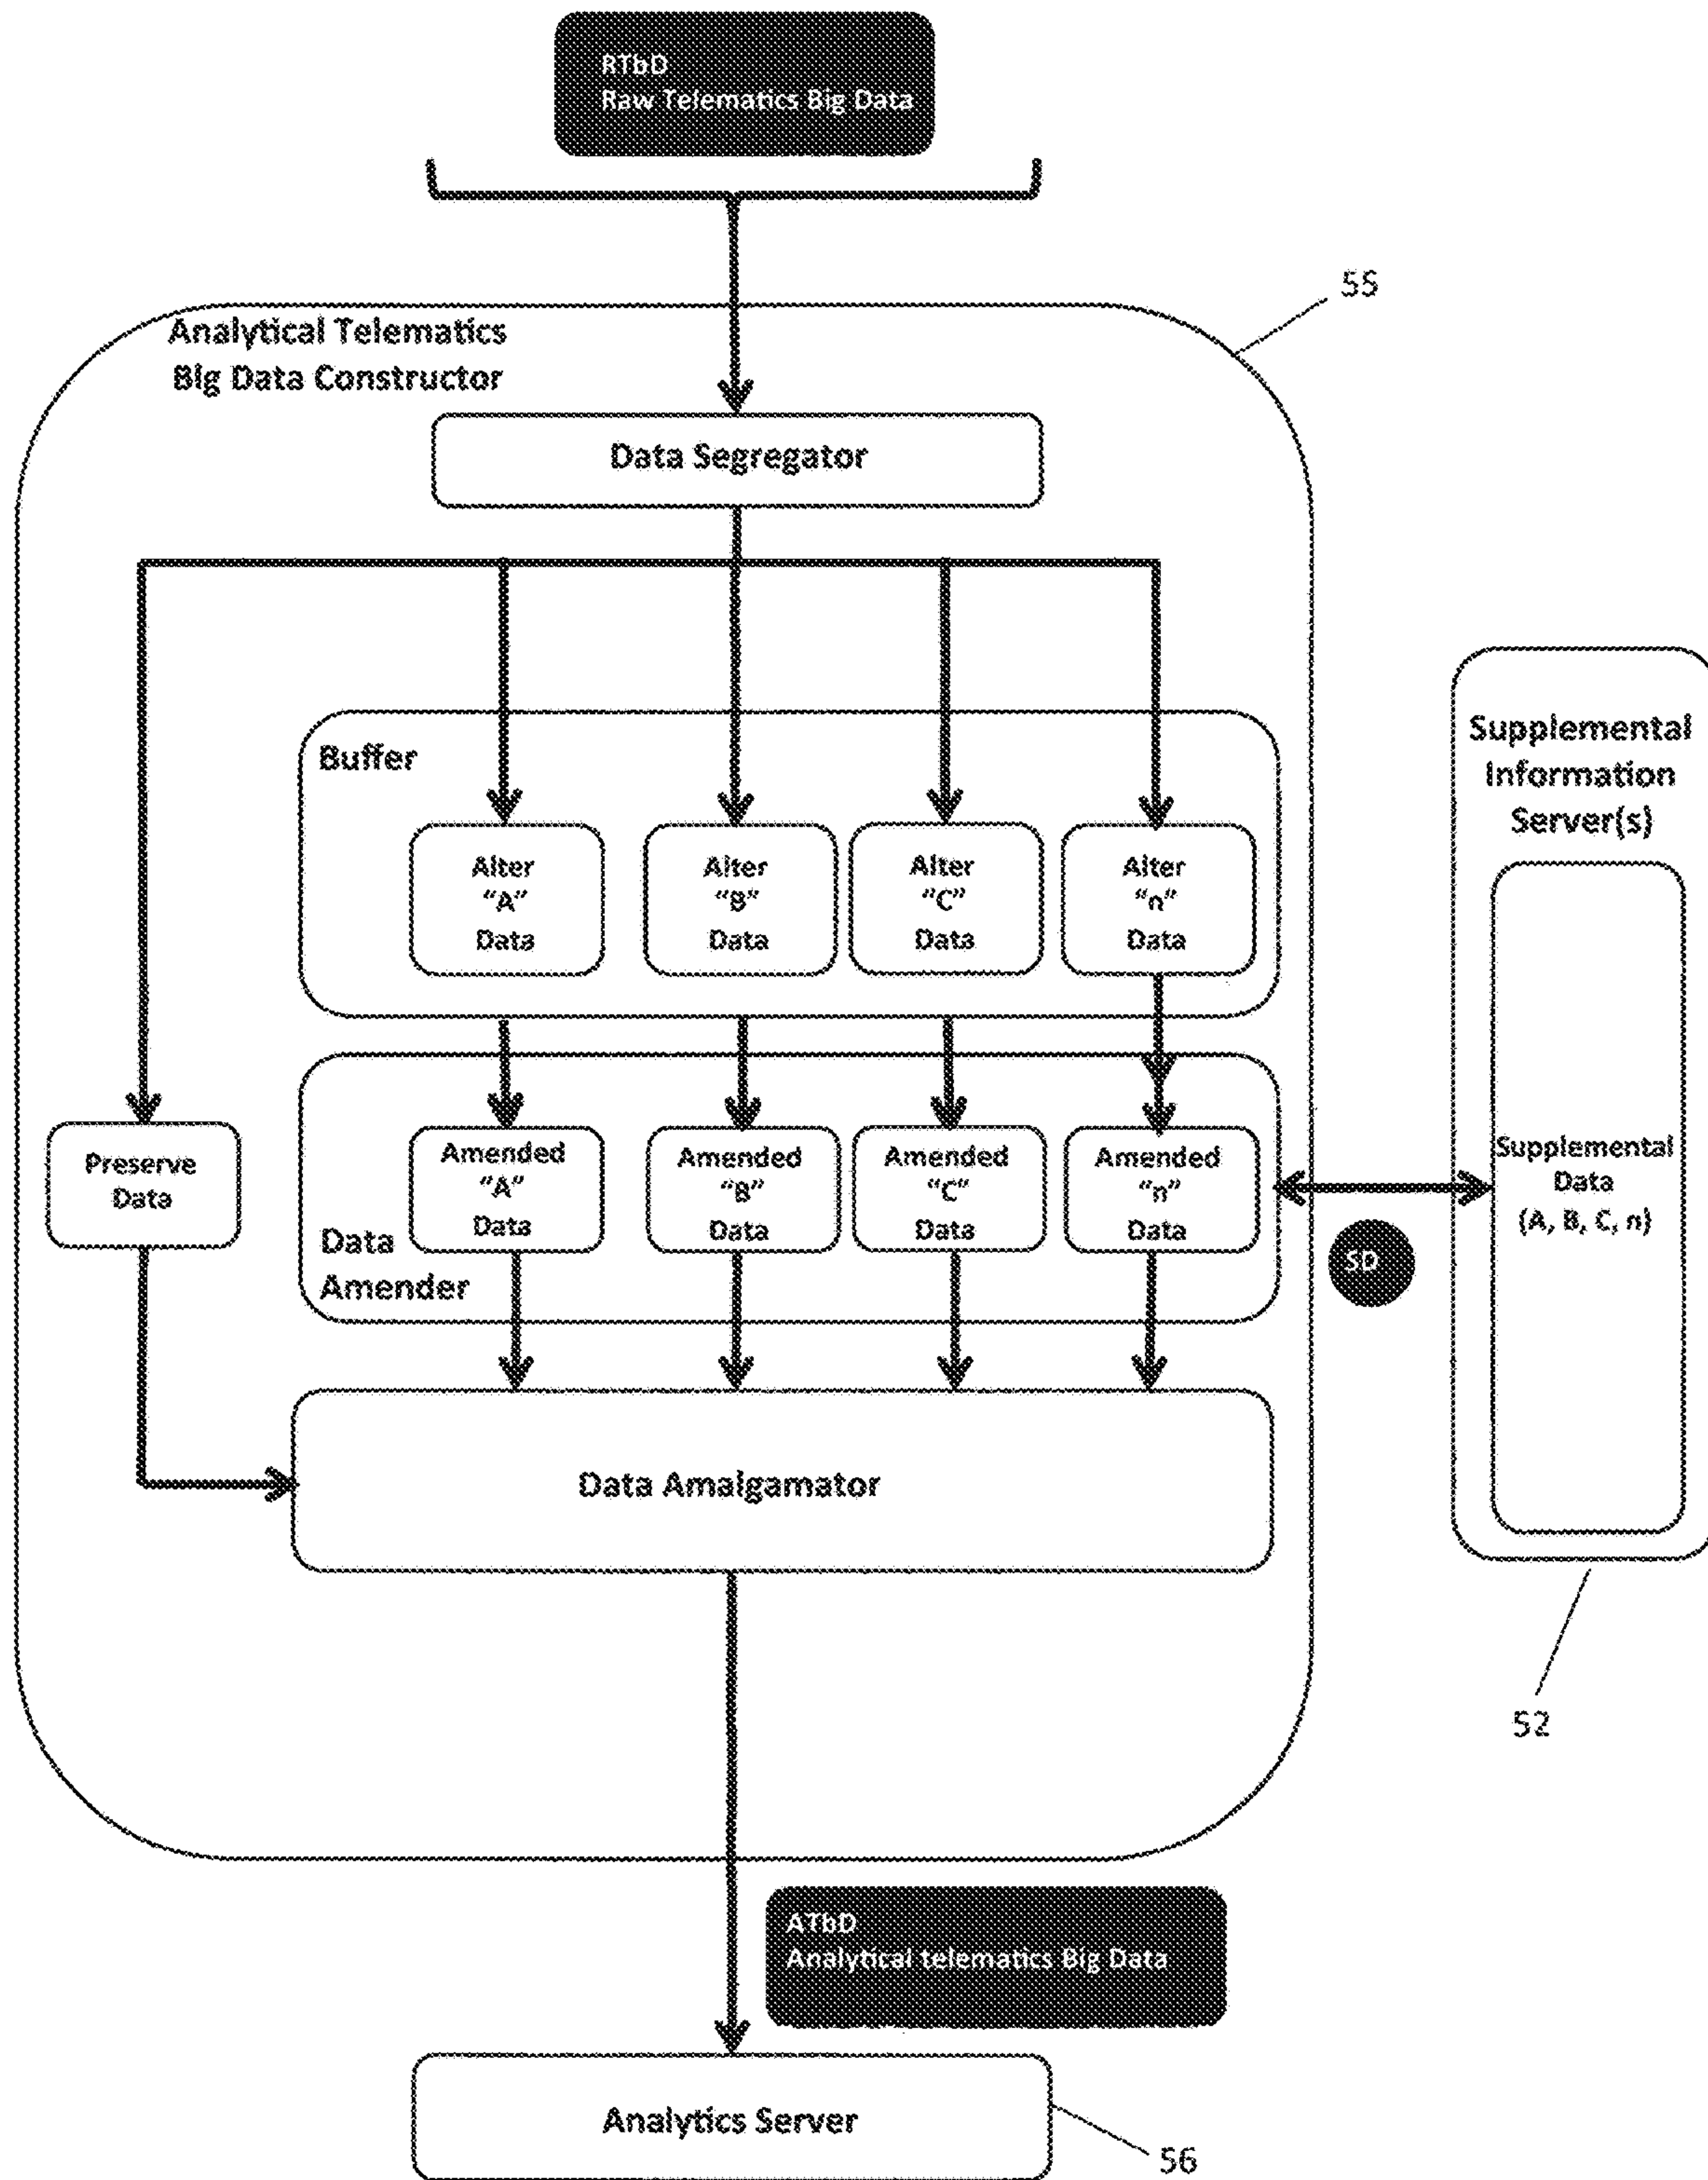 RTbD
Raw Telematics Big Data
55
Analytical Telematics
Big Data Constructor
Data Segregator
Buffer
Alter
“A”
Data
Alter
“B”
Data
Alter
“C”
Data
Alter
“n”
Data
Supplemental
Information
Server(s)
Preserve
Data
Amended
“A”
Data
Amended
“B”
Data
Amended
“C”
Data
Amended
“n”
Data
Data
Amender
Supplemental
Data
(A, B, C, n)
SD
Data Amalgamator
52
ATbD
Analytical telematics Big Data
Analytics Server
56